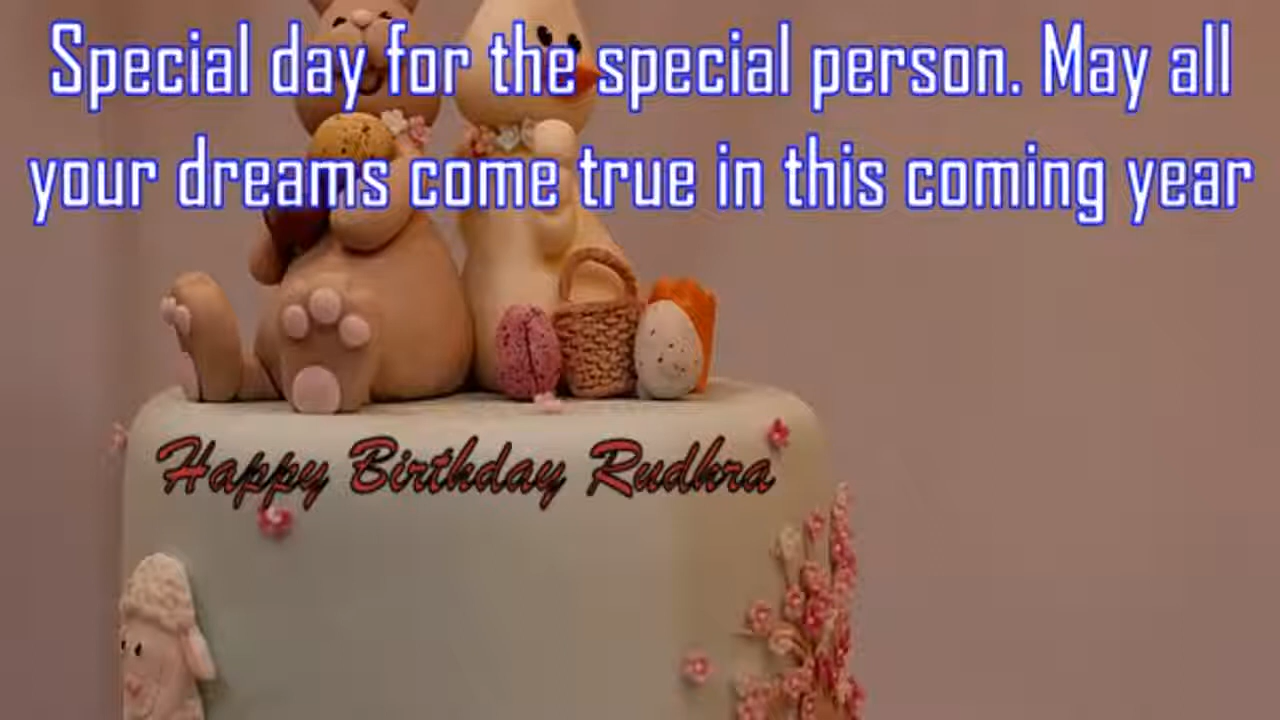 Special day for the special person. May all
your dreams come true in this coming year
Happy Birthday Rudhra